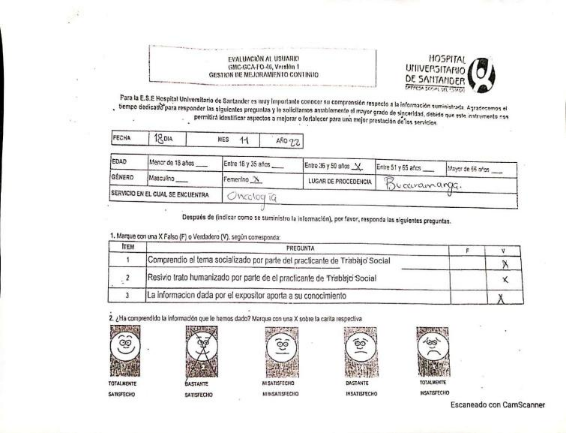 EVALUACIÓN AL USUARIO
GMC-GCA-FO-46, Versión 1
GESTION DE MEJORAMIENTO CONTINUO
HOSPITAL
UNIVERSITARIO
DE SANTANDER
EMPRESA SOCIAL DEL ESTADO
Para la E.S.E Hospital Universitario de Santander es muy importante conocer su comprensión respecto a la información suministrada. Agradecemos el
tiempo dedicado para responder las siguientes preguntas y le solicitamos amablemente el mayor grado de sinceridad, debido que este instrumento nos
permitirá identificar aspectos a mejorar o fortalecer para una mejor prestación de los servicios.
FECHA 18 DIA MES 11 AÑO 22
EDAD Menor de 18 años ___ Entre 18 y 35 años ___ Entre 36 y 50 años X Entre 51 y 65 años ___ Mayor de 66 años ___
GÉNERO Masculino ___ Femenino X LUGAR DE PROCEDENCIA Bucaramanga.
SERVICIO EN EL CUAL SE ENCUENTRA Oncologia
Después de (indicar como se suministro la información), por favor, responda las siguientes preguntas.
1. Marque con una X Falso (F) o Verdadero (V), según corresponda:
ÍTEM PREGUNTA F V
1 Comprendio el tema socializado por parte del practicante de Trabajo Social X
2 Resivio trato humanizado por parte de el practicante de Trabajo Social X
3 La informacion dada por el expositor aporta a su conocimiento X
2. ¿Ha comprendido la información que le hemos dado? Marque con una X sobre la carita respectiva
TOTALMENTE BASTANTE NI SATISFECHO BASTANTE TOTALMENTE
SATISFECHO SATISFECHO NI INSATISFECHO INSATISFECHO INSATISFECHO
Escaneado con CamScanner